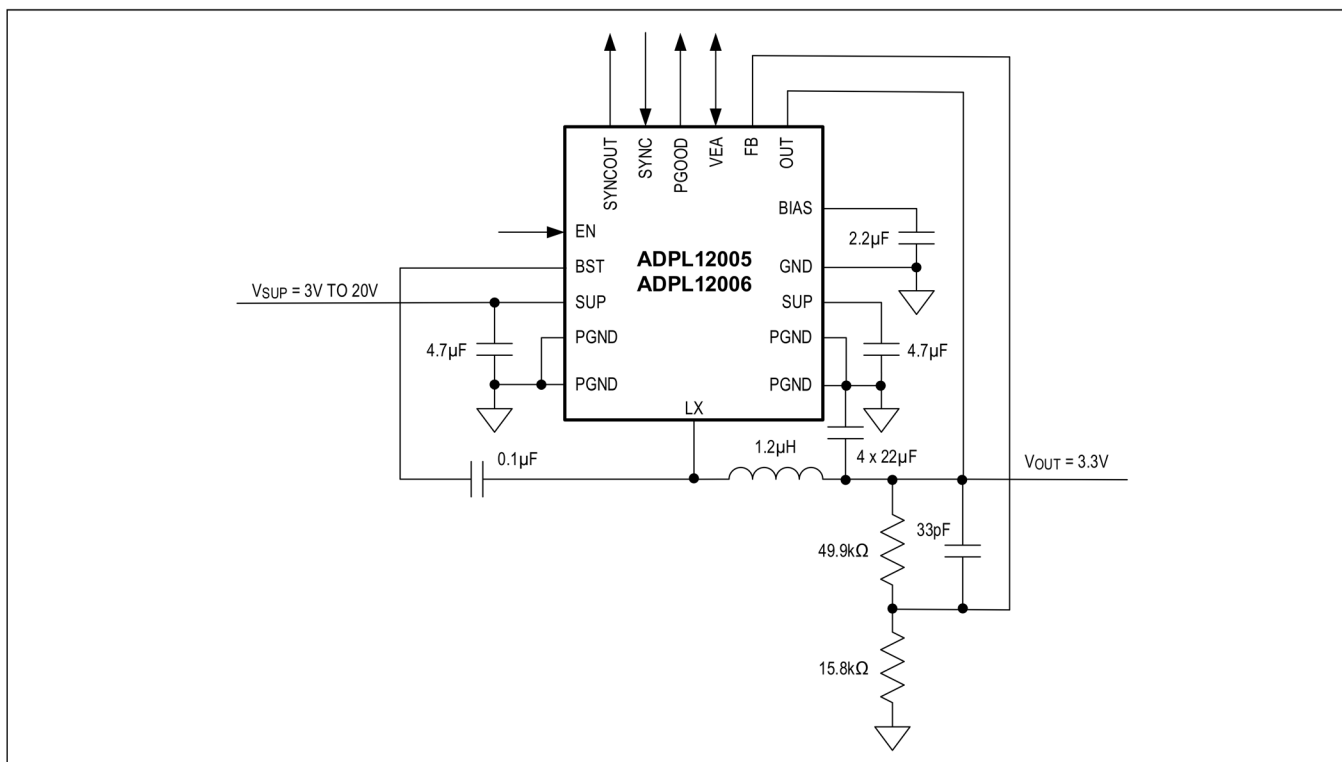 SYNCOUT
SYNC
PGOOD
VEA
FB
OUT
BIAS
2.2µF
EN
ADPL12005
ADPL12006
BST
GND
VSUP = 3V TO 20V
SUP
SUP
4.7µF
PGND
PGND
4.7µF
PGND
PGND
LX
0.1µF
1.2µH
4 x 22µF
VOUT = 3.3V
49.9kΩ
33pF
15.8kΩ